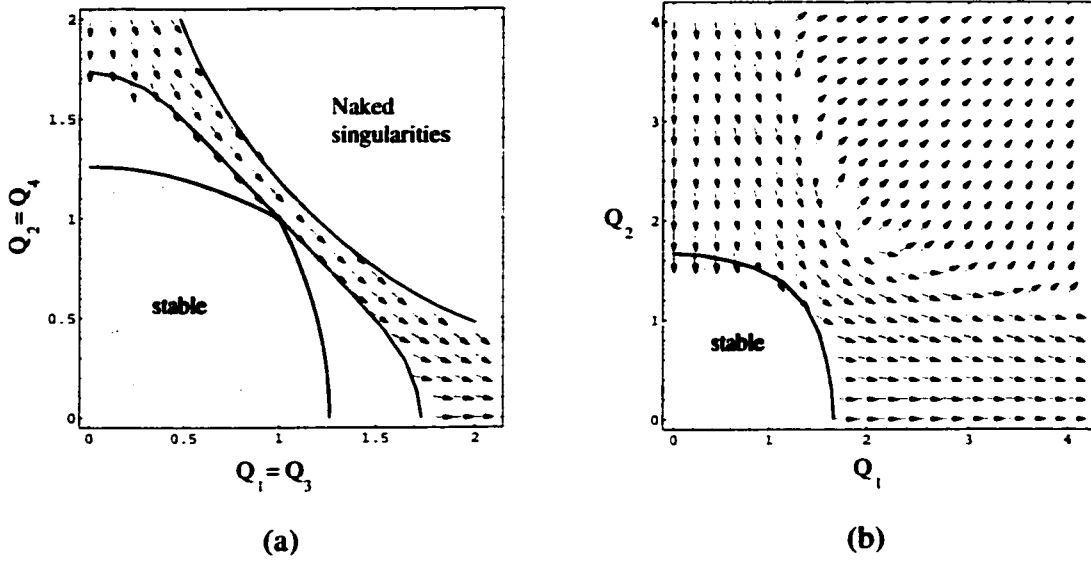 2
1.5
1
0.5
0
0
0.5
1
1.5
2
Q₂ = Q₄
Naked
singularities
stable
Q₁ = Q₃
(a)
4
3
2
1
0
0
1
2
3
4
Q₂
stable
Q₁
(b)